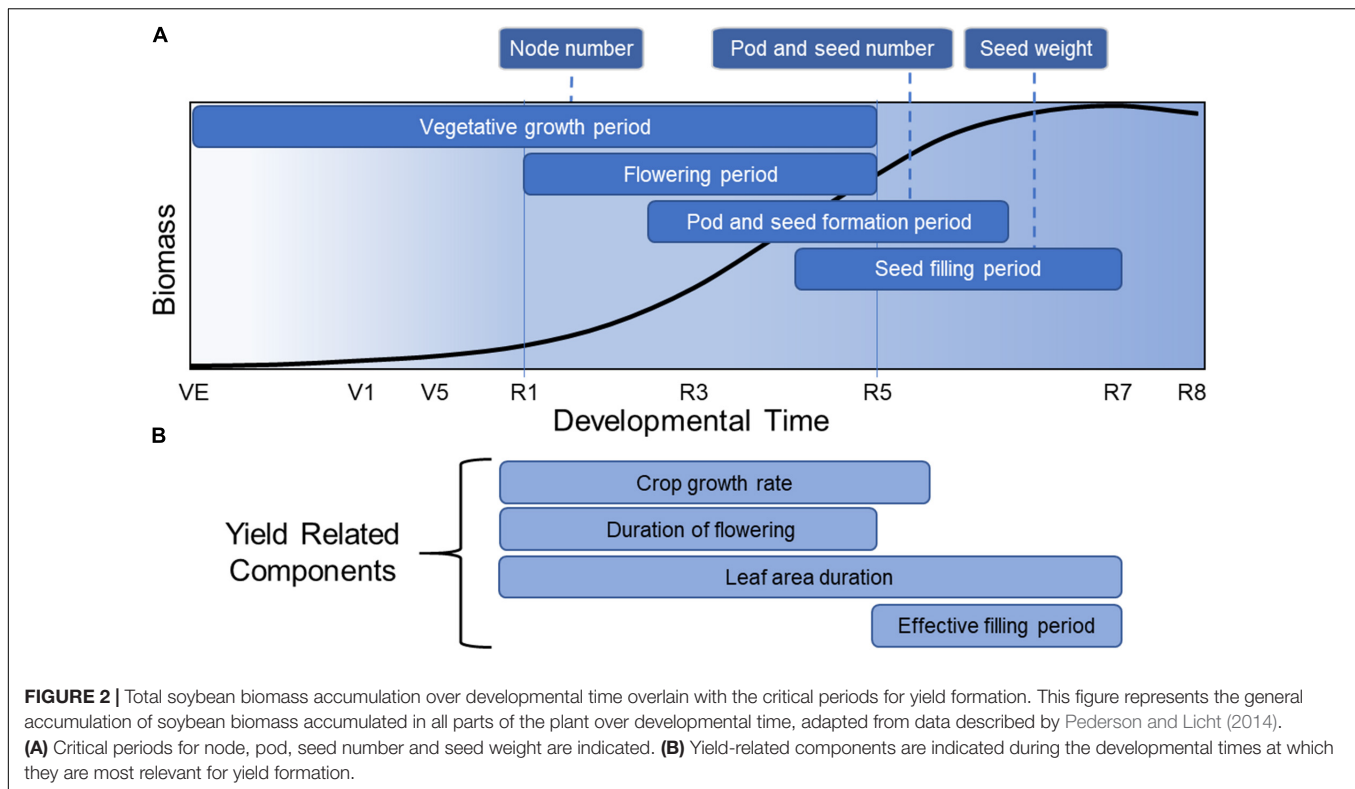 A
Node number
Pod and seed number
Seed weight
Vegetative growth period
Flowering period
Pod and seed formation period
Seed filling period
Biomass
VE V1 V5 R1 R3 R5 R7 R8
Developmental Time
B
Yield Related
Components
Crop growth rate
Duration of flowering
Leaf area duration
Effective filling period
FIGURE 2 | Total soybean biomass accumulation over developmental time overlain with the critical periods for yield formation. This figure represents the general
accumulation of soybean biomass accumulated in all parts of the plant over developmental time, adapted from data described by Pederson and Licht (2014).
(A) Critical periods for node, pod, seed number and seed weight are indicated. (B) Yield-related components are indicated during the developmental times at which
they are most relevant for yield formation.